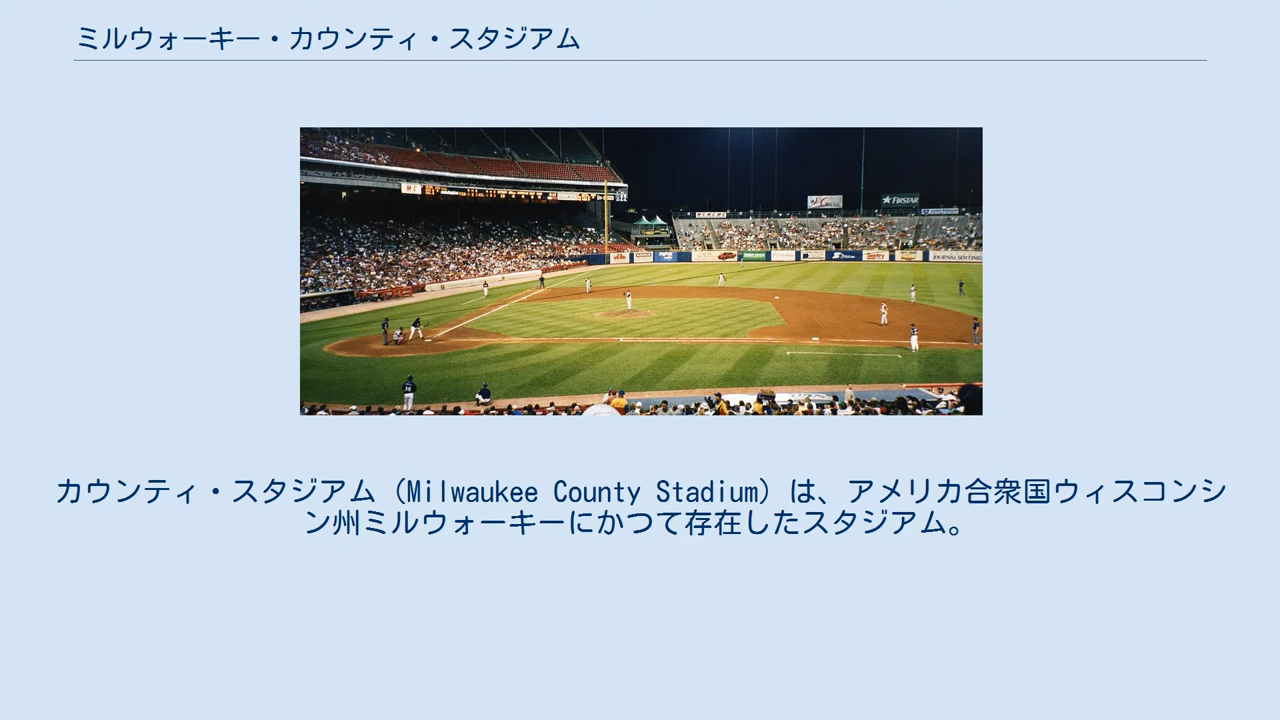 ミルウォーキー・カウンティ・スタジアム
FIRSTAR
JOURNAL SENTINEL
カウンティ・スタジアム（Milwaukee County Stadium）は、アメリカ合衆国ウィスコンシ
ン州ミルウォーキーにかつて存在したスタジアム。